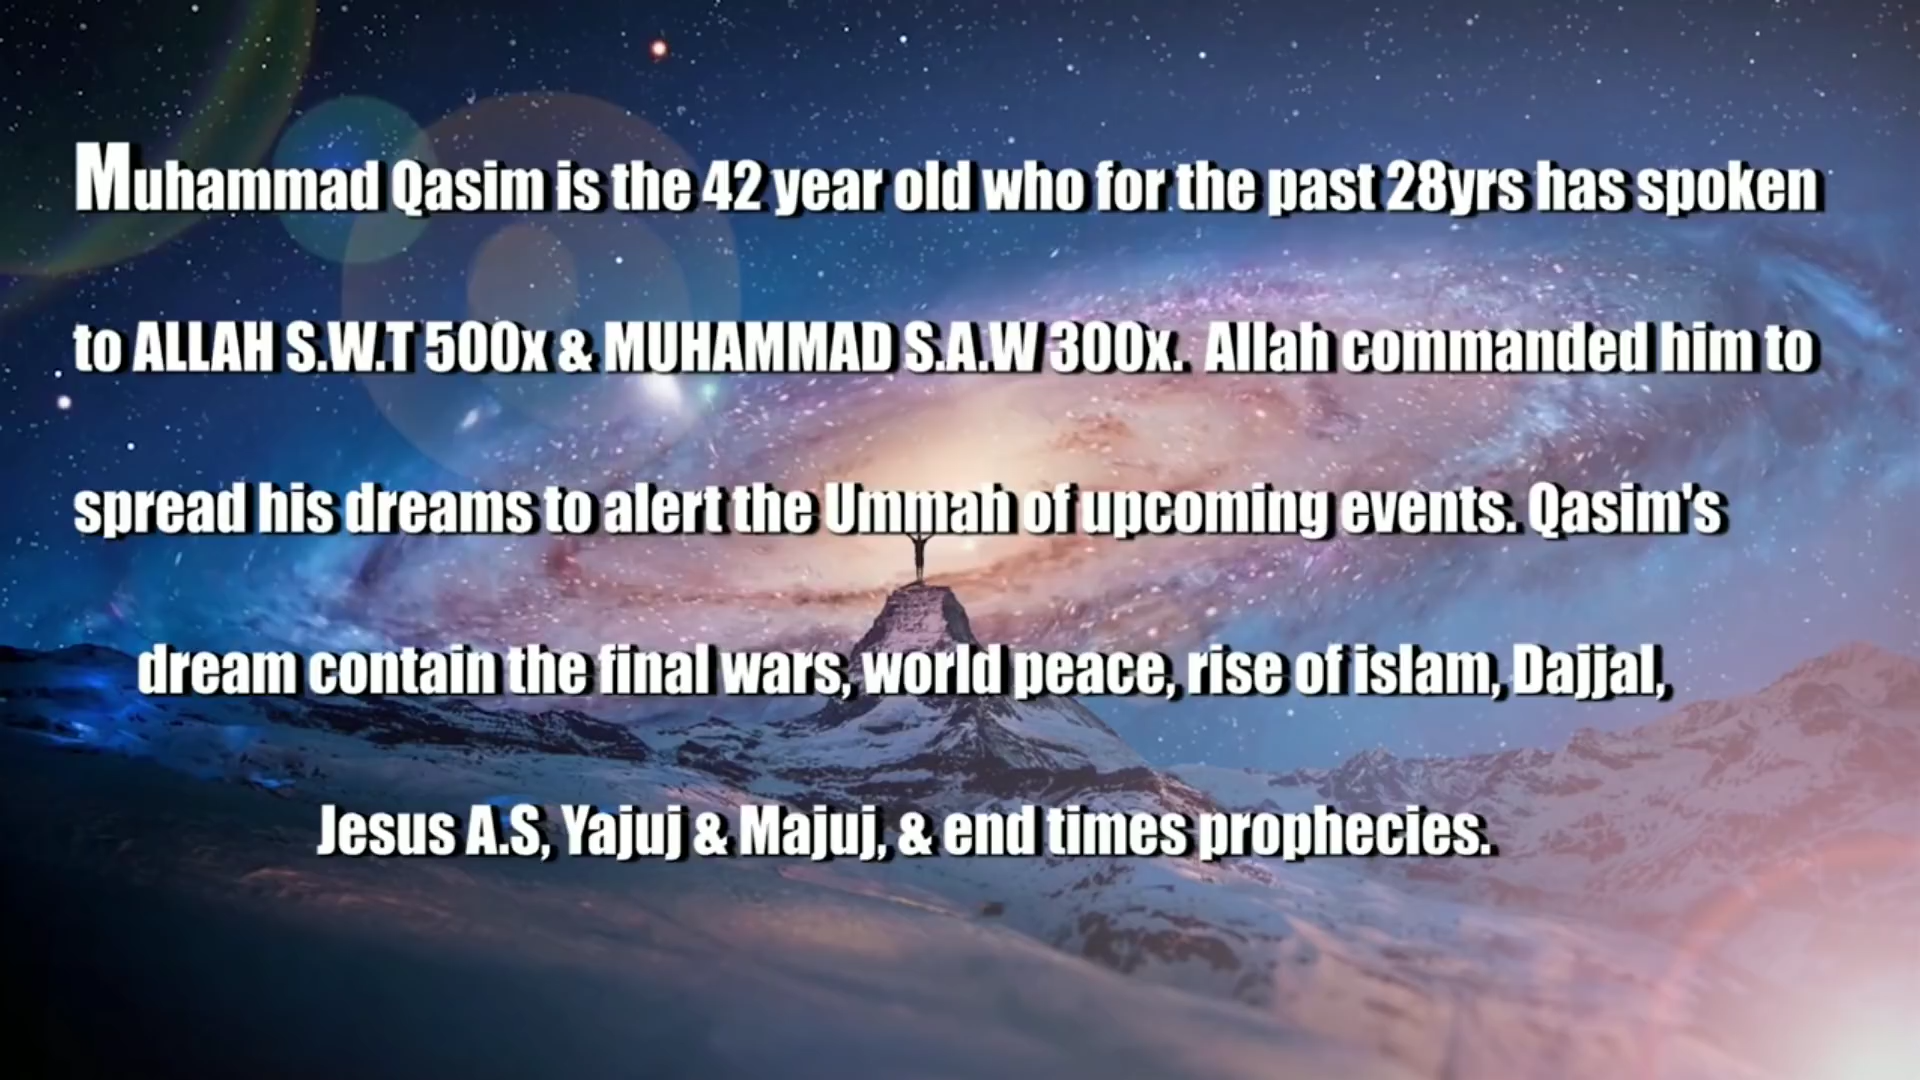 Muhammad Qasim is the 42 year old who for the past 28yrs has spoken
to ALLAH S.W.T 500x & MUHAMMAD S.A.W 300x. Allah commanded him to
spread his dreams to alert the Ummah of upcoming events. Qasim's
dream contain the final wars, world peace, rise of islam, Dajjal,
Jesus A.S, Yajuj & Majuj, & end times prophecies.